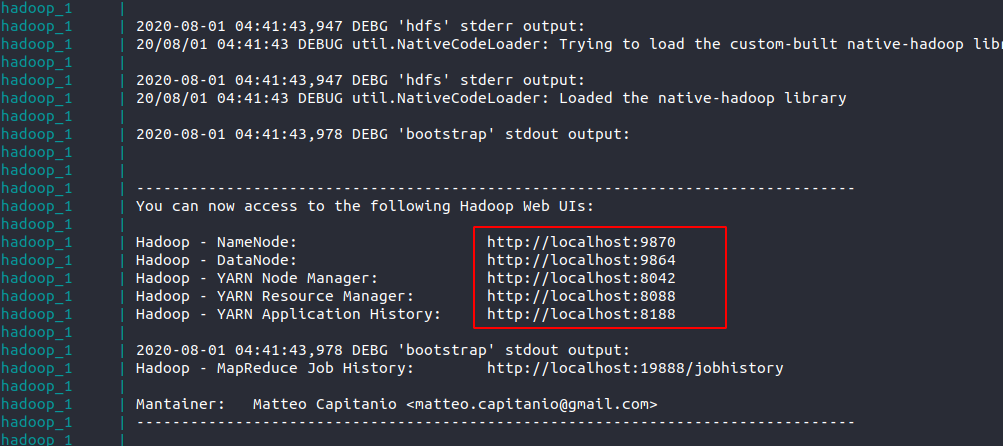 hadoop_1 |
hadoop_1 | 2020-08-01 04:41:43,947 DEBG 'hdfs' stderr output:
hadoop_1 | 20/08/01 04:41:43 DEBUG util.NativeCodeLoader: Trying to load the custom-built native-hadoop lib
hadoop_1 |
hadoop_1 | 2020-08-01 04:41:43,947 DEBG 'hdfs' stderr output:
hadoop_1 | 20/08/01 04:41:43 DEBUG util.NativeCodeLoader: Loaded the native-hadoop library
hadoop_1 |
hadoop_1 | 2020-08-01 04:41:43,978 DEBG 'bootstrap' stdout output:
hadoop_1 |
hadoop_1 |
hadoop_1 | --------------------------------------------------------------------------------
hadoop_1 | You can now access to the following Hadoop Web UIs:
hadoop_1 |
hadoop_1 | Hadoop - NameNode: http://localhost:9870
hadoop_1 | Hadoop - DataNode: http://localhost:9864
hadoop_1 | Hadoop - YARN Node Manager: http://localhost:8042
hadoop_1 | Hadoop - YARN Resource Manager: http://localhost:8088
hadoop_1 | Hadoop - YARN Application History: http://localhost:8188
hadoop_1 |
hadoop_1 | 2020-08-01 04:41:43,978 DEBG 'bootstrap' stdout output:
hadoop_1 | Hadoop - MapReduce Job History: http://localhost:19888/jobhistory
hadoop_1 |
hadoop_1 | Mantainer: Matteo Capitanio <matteo.capitanio@gmail.com>
hadoop_1 | --------------------------------------------------------------------------------
hadoop_1 |